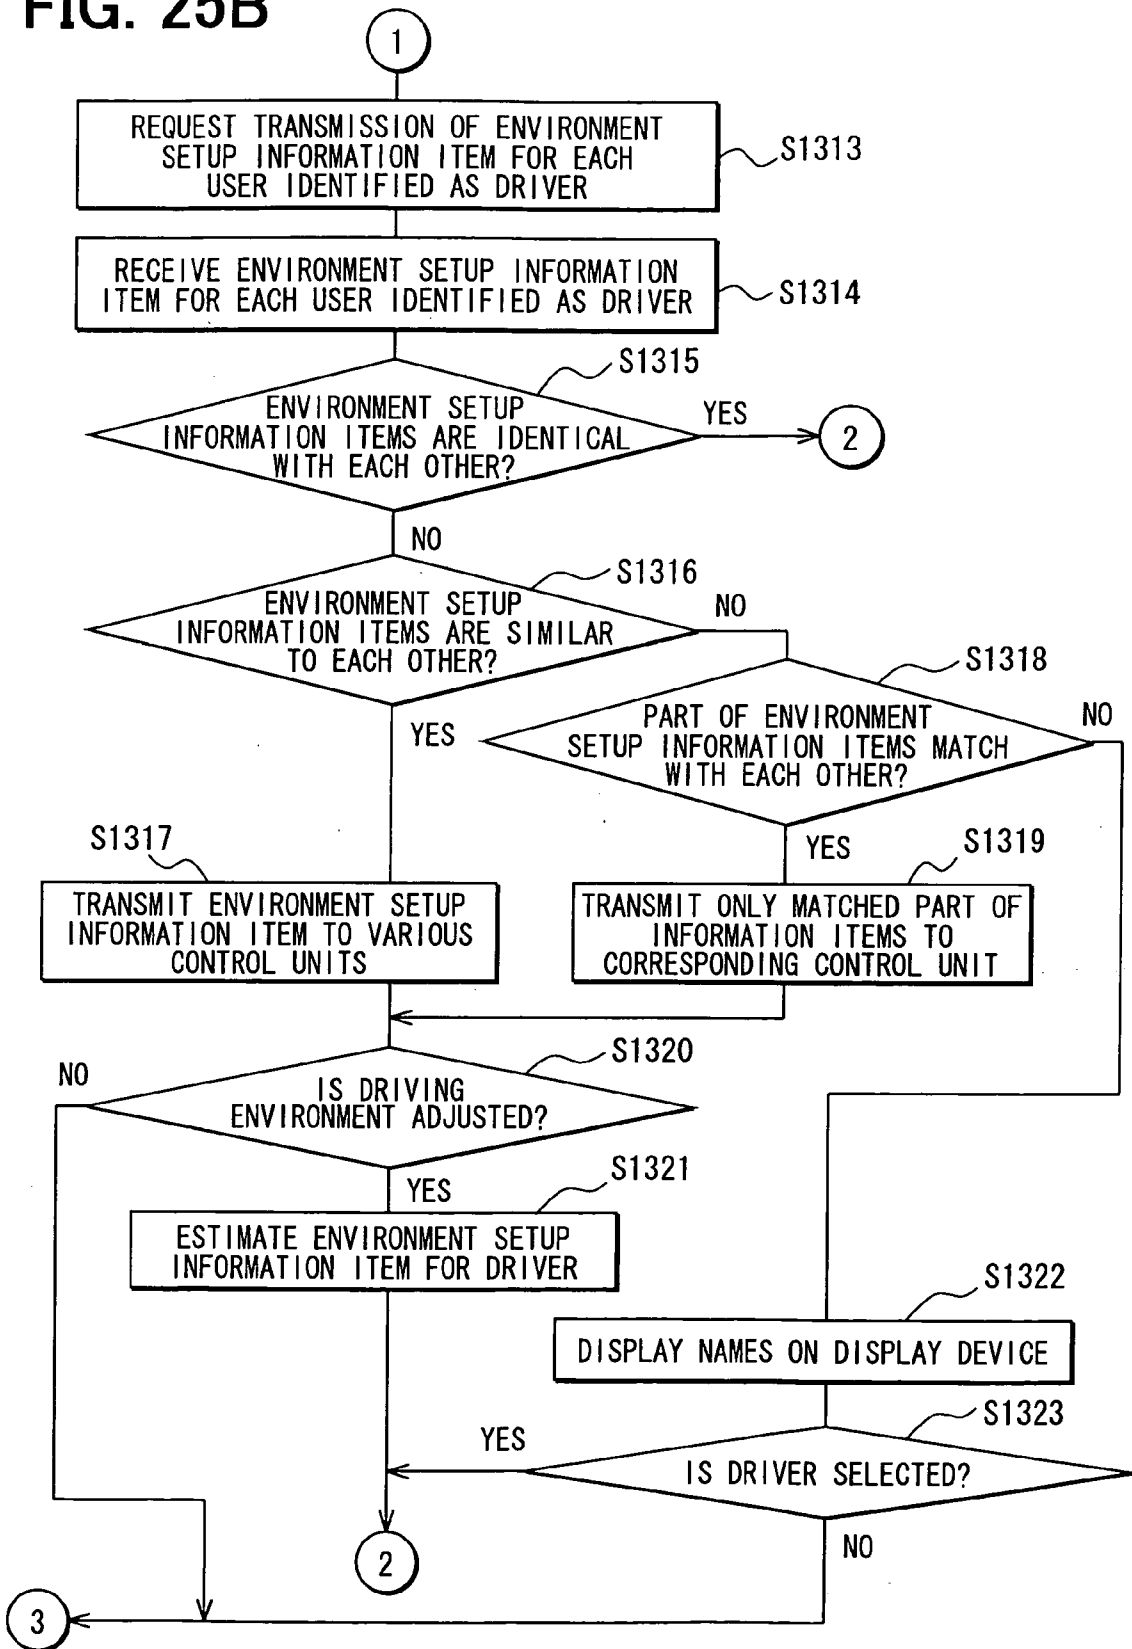 FIG. 25B
1
REQUEST TRANSMISSION OF ENVIRONMENT
SETUP INFORMATION ITEM FOR EACH
USER IDENTIFIED AS DRIVER
S1313
RECEIVE ENVIRONMENT SETUP INFORMATION
ITEM FOR EACH USER IDENTIFIED AS DRIVER
S1314
S1315
ENVIRONMENT SETUP
INFORMATION ITEMS ARE IDENTICAL
WITH EACH OTHER?
YES
2
NO
S1316
ENVIRONMENT SETUP
INFORMATION ITEMS ARE SIMILAR
TO EACH OTHER?
NO
YES
S1318
PART OF ENVIRONMENT
SETUP INFORMATION ITEMS MATCH
WITH EACH OTHER?
NO
YES
S1317
TRANSMIT ENVIRONMENT SETUP
INFORMATION ITEM TO VARIOUS
CONTROL UNITS
S1319
TRANSMIT ONLY MATCHED PART OF
INFORMATION ITEMS TO
CORRESPONDING CONTROL UNIT
S1320
NO
IS DRIVING
ENVIRONMENT ADJUSTED?
YES
S1321
ESTIMATE ENVIRONMENT SETUP
INFORMATION ITEM FOR DRIVER
S1322
DISPLAY NAMES ON DISPLAY DEVICE
S1323
YES
IS DRIVER SELECTED?
NO
2
3